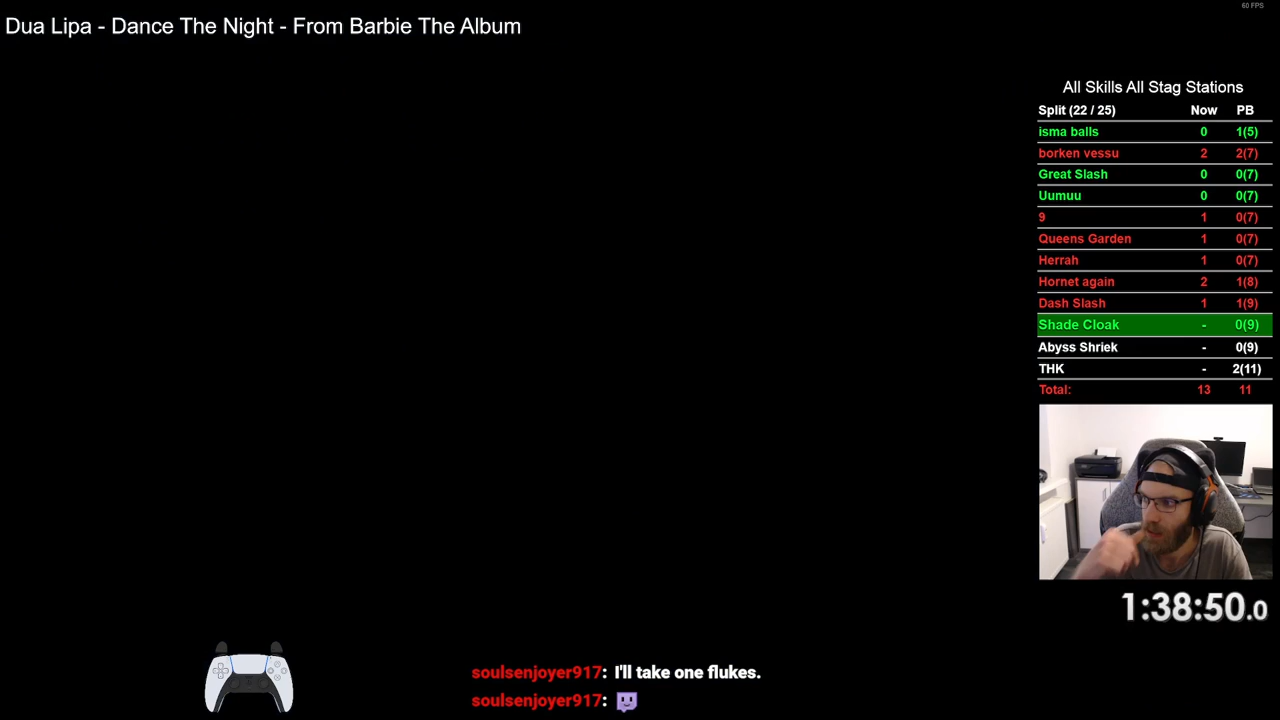 60 FPS
Dua Lipa - Dance The Night - From Barbie The Album
All Skills All Stag Stations
Split (22 / 25) Now PB
isma balls 0 1(5)
borken vessu 2 2(7)
Great Slash 0 0(7)
Uumuu 0 0(7)
9 1 0(7)
Queens Garden 1 0(7)
Herrah 1 0(7)
Hornet again 2 1(8)
Dash Slash 1 1(9)
Shade Cloak - 0(9)
Abyss Shriek - 0(9)
THK - 2(11)
Total: 13 11
1:38:50.0
soulsenjoyer917: I'll take one flukes.
soulsenjoyer917: